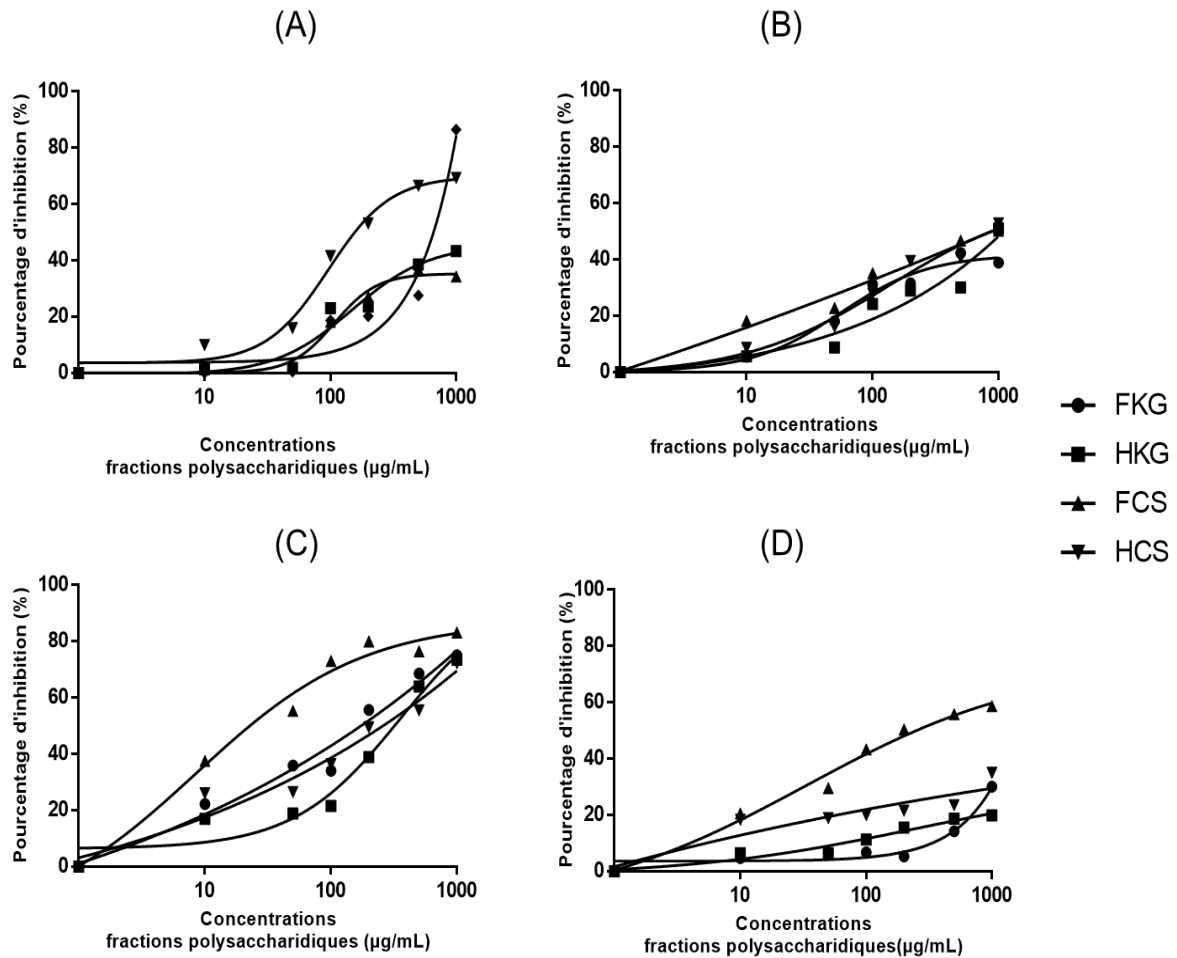 (A)
Pourcentage d'inhibition (%)
100
80
60
40
20
0
10
100
1000
Concentrations
fractions polysaccharidiques (µg/mL)
(B)
Pourcentage d'inhibition (%)
100
80
60
40
20
0
10
100
1000
Concentrations
fractions polysaccharidiques(µg/mL)
FKG
HKG
FCS
HCS
(C)
Pourcentage d'inhibition (%)
100
80
60
40
20
0
10
100
1000
Concentrations
fractions polysaccharidiques (µg/mL)
(D)
Pourcentage d'inhibition (%)
100
80
60
40
20
0
10
100
1000
Concentrations
fractions polysaccharidiques(µg/mL)